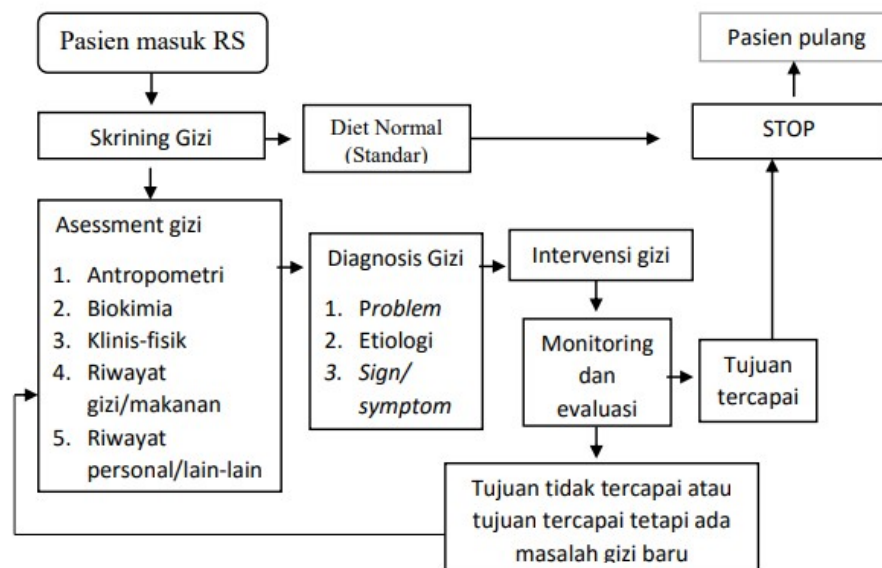 Pasien masuk RS
Pasien pulang
Skrining Gizi
Diet Normal
(Standar)
STOP
Asessment gizi
1. Antropometri
2. Biokimia
3. Klinis-fisik
4. Riwayat
gizi/makanan
5. Riwayat
personal/lain-lain
Diagnosis Gizi
1. Problem
2. Etiologi
3. Sign/
symptom
Intervensi gizi
Monitoring
dan
evaluasi
Tujuan
tercapai
Tujuan tidak tercapai atau
tujuan tercapai tetapi ada
masalah gizi baru